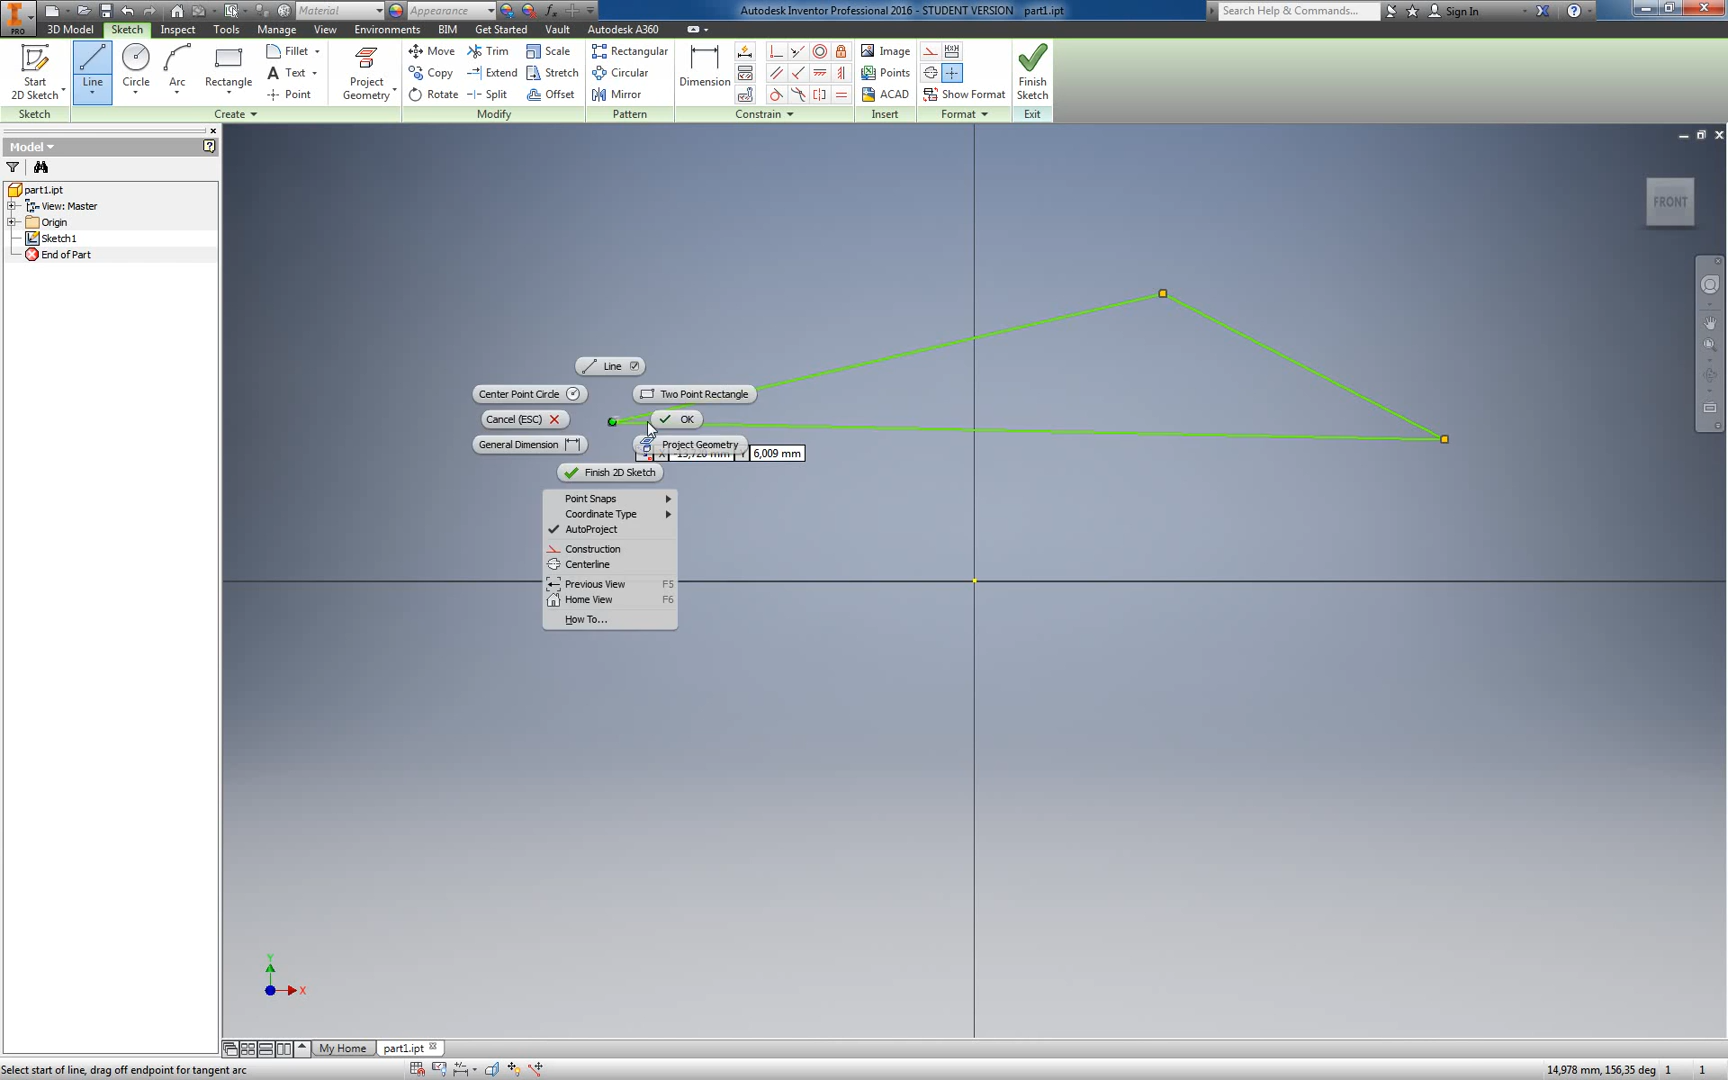 Material
Appearance
Autodesk Inventor Professional 2016 - STUDENT VERSION part1.ipt
Search Help & Commands...
Sign In
PRO
3D Model Sketch Inspect Tools Manage View Environments BIM Get Started Vault Autodesk A360
Start 2D Sketch
Line
Circle
Arc
Rectangle
Fillet
Text
Point
Project Geometry
Move
Copy
Rotate
Trim
Extend
Split
Scale
Stretch
Offset
Rectangular
Circular
Mirror
Dimension
Image
Points
ACAD
Show Format
Finish Sketch
Sketch Create Modify Pattern Constrain Insert Format Exit
Model
part1.ipt
View: Master
Origin
Sketch1
End of Part
FRONT
Line
Center Point Circle
Two Point Rectangle
Cancel (ESC)
OK
General Dimension
Project Geometry
X Y 6,009 mm
Finish 2D Sketch
Point Snaps
Coordinate Type
AutoProject
Construction
Centerline
Previous View F5
Home View F6
How To...
Y
X
My Home
part1.ipt
Select start of line, drag off endpoint for tangent arc
14,978 mm, 156,35 deg 1 1